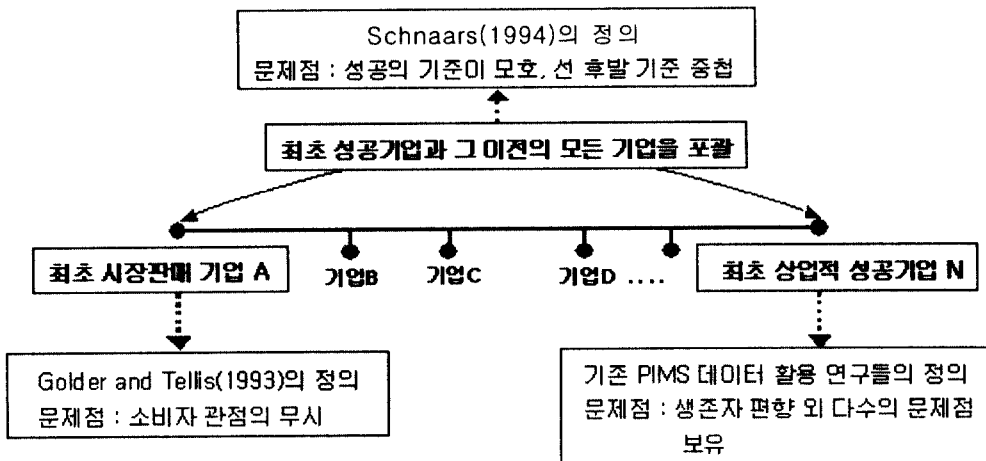 Schnaars(1994)의 정의
문제점 : 성공의 기준이 모호, 선 후발 기준 중첩
최초 성공기업과 그 이전의 모든 기업을 포괄
최초 시장판매 기업 A
기업B
기업C
기업D ....
최초 상업적 성공기업 N
Golder and Tellis(1993)의 정의
문제점 : 소비자 관점의 무시
기존 PIMS 데이터 활용 연구들의 정의
문제점 : 생존자 편향 외 다수의 문제점
보유